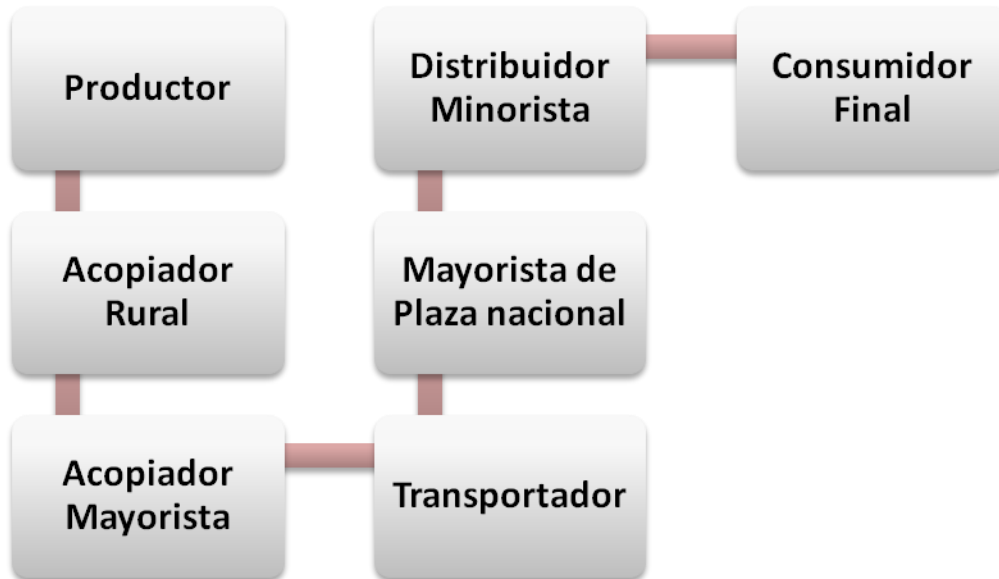 Productor
Acopiador
Rural
Acopiador
Mayorista
Transportador
Mayorista de
Plaza nacional
Distribuidor
Minorista
Consumidor
Final